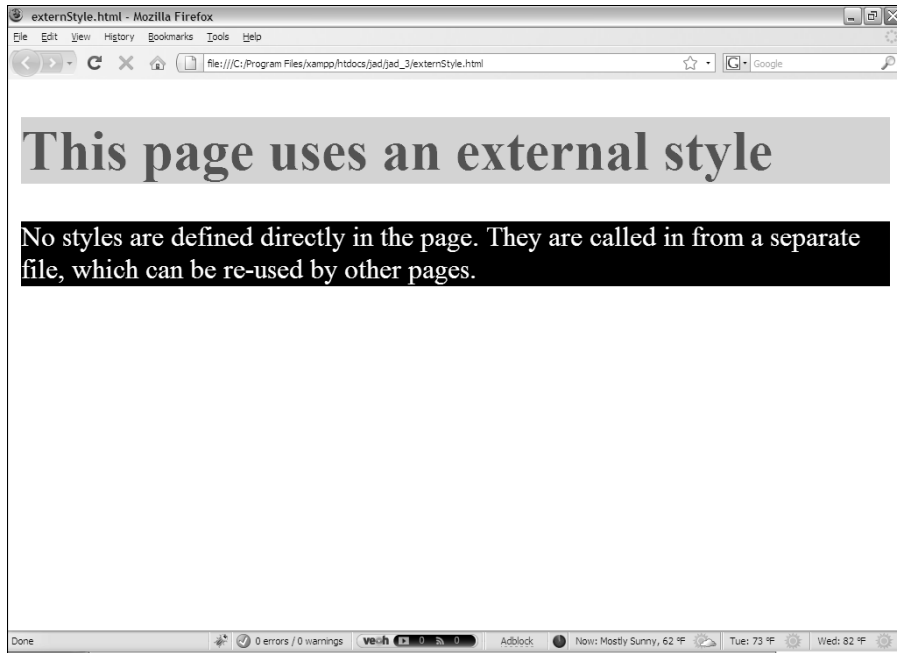 externStyle.html - Mozilla Firefox
File Edit View History Bookmarks Tools Help
file:///C:/Program Files/xampp/htdocs/jad/jad_3/externStyle.html
G Google
This page uses an external style
No styles are defined directly in the page. They are called in from a separate
file, which can be re-used by other pages.
Done 0 errors / 0 warnings veoh 0 0 Adblock Now: Mostly Sunny, 62 °F Tue: 73 °F Wed: 82 °F